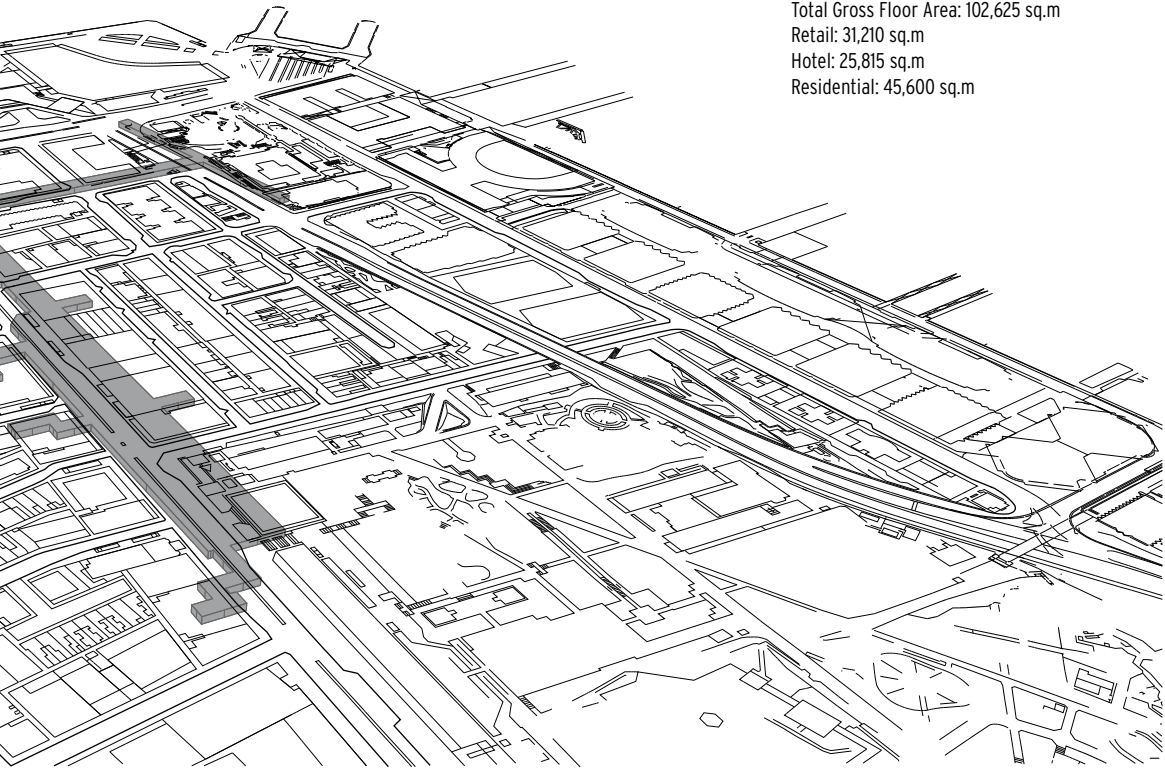 Total Gross Floor Area: 102,625 sq.m
Retail: 31,210 sq.m
Hotel: 25,815 sq.m
Residential: 45,600 sq.m